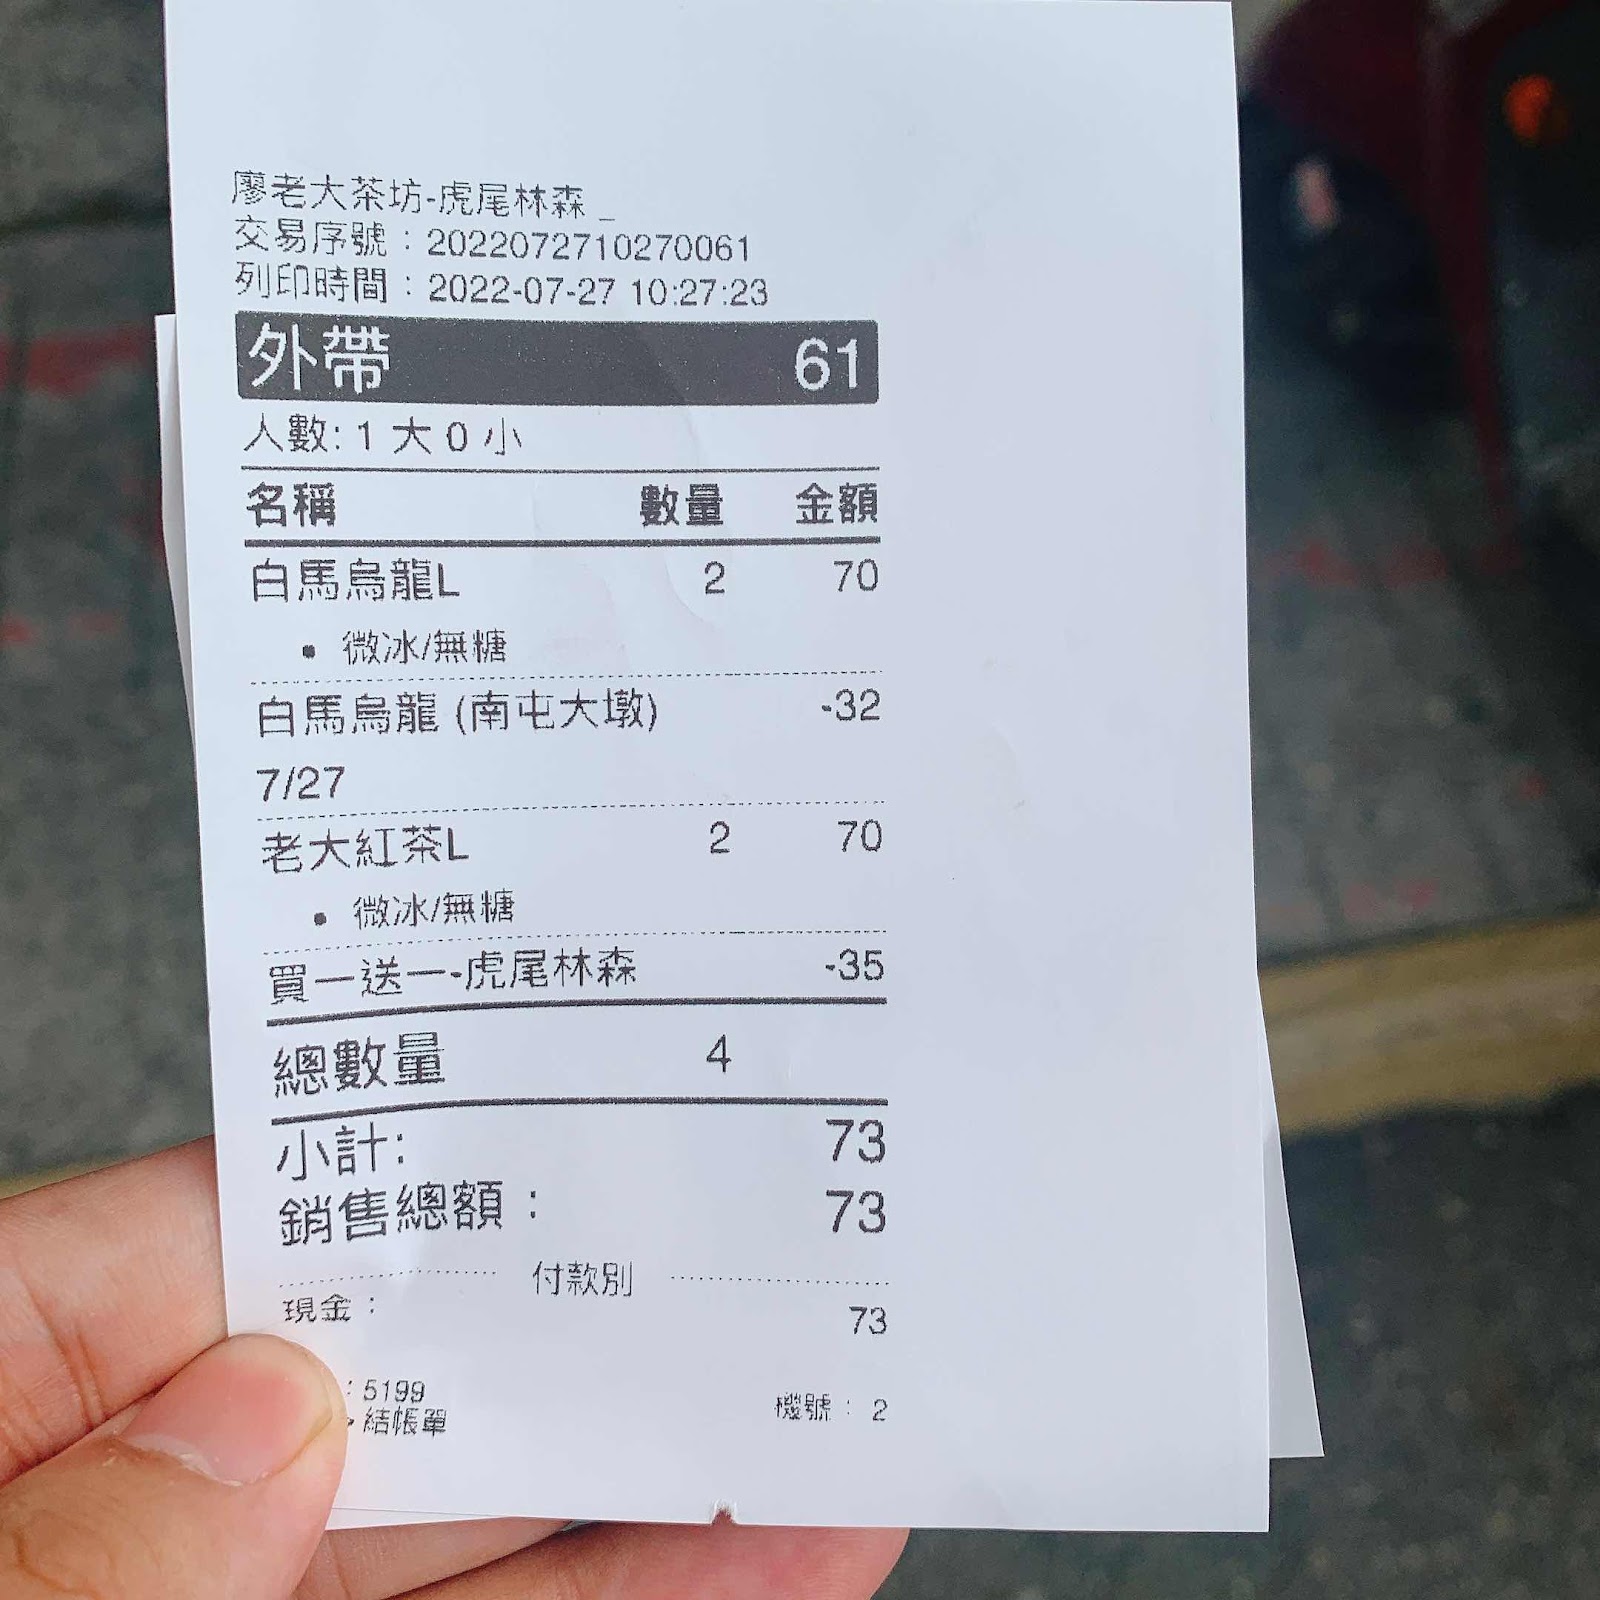 廖老大茶坊-虎尾林森_
交易序號：2022072710270061
列印時間：2022-07-27 10:27:23
外帶 61
人數: 1 大 0 小
名稱 數量 金額
白馬烏龍L 2 70
• 微冰/無糖
白馬烏龍 (南屯大墩) -32
7/27
老大紅茶L 2 70
• 微冰/無糖
買一送一-虎尾林森 -35
總數量 4
小計: 73
銷售總額： 73
付款別
現金： 73
: 5199
結帳單 機號： 2